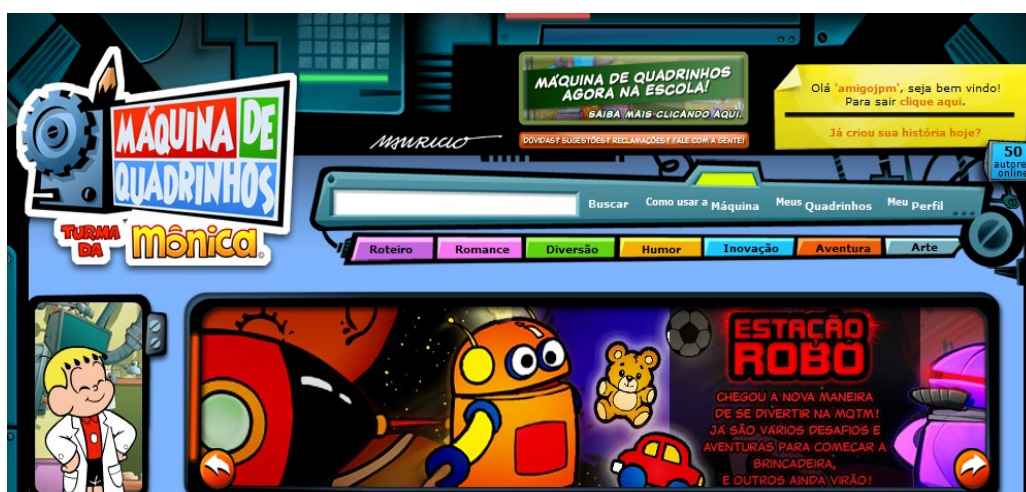 MÁQUINA DE
QUADRINHOS
TURMA
DA
MÔNICA
MAURICIO
MÁQUINA DE QUADRINHOS
AGORA NA ESCOLA!
SAIBA MAIS CLICANDO AQUI.
DÚVIDAS? SUGESTÕES? RECLAMAÇÕES? FALE COM A GENTE!
Olá 'amigojpm', seja bem vindo!
Para sair clique aqui.
Já criou sua história hoje?
50
online
Buscar Como usar a Máquina Meus Quadrinhos Meu Perfil
Roteiro Romance Diversão Humor Inovação Aventura Arte
ESTAÇÃO
ROBÔ
CHEGOU A NOVA MANEIRA
DE SE DIVERTIR NA MQTM!
JÁ SÃO VÁRIOS DESAFIOS E
AVENTURAS PARA COMEÇAR A
BRINCADEIRA,
E OUTROS AINDA VIRÃO!